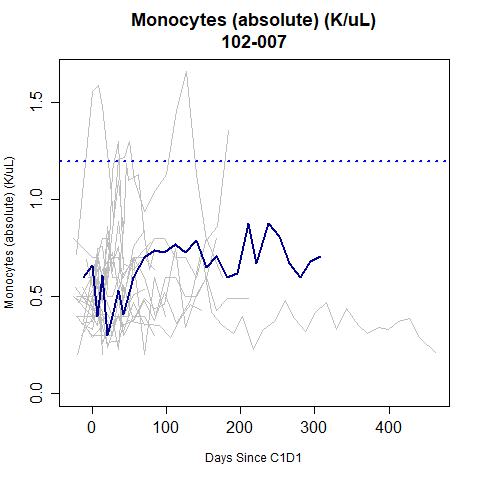 Monocytes (absolute) (K/uL)
102-007
Monocytes (absolute) (K/uL)
1.5
1.0
0.5
0.0
0 100 200 300 400
Days Since C1D1